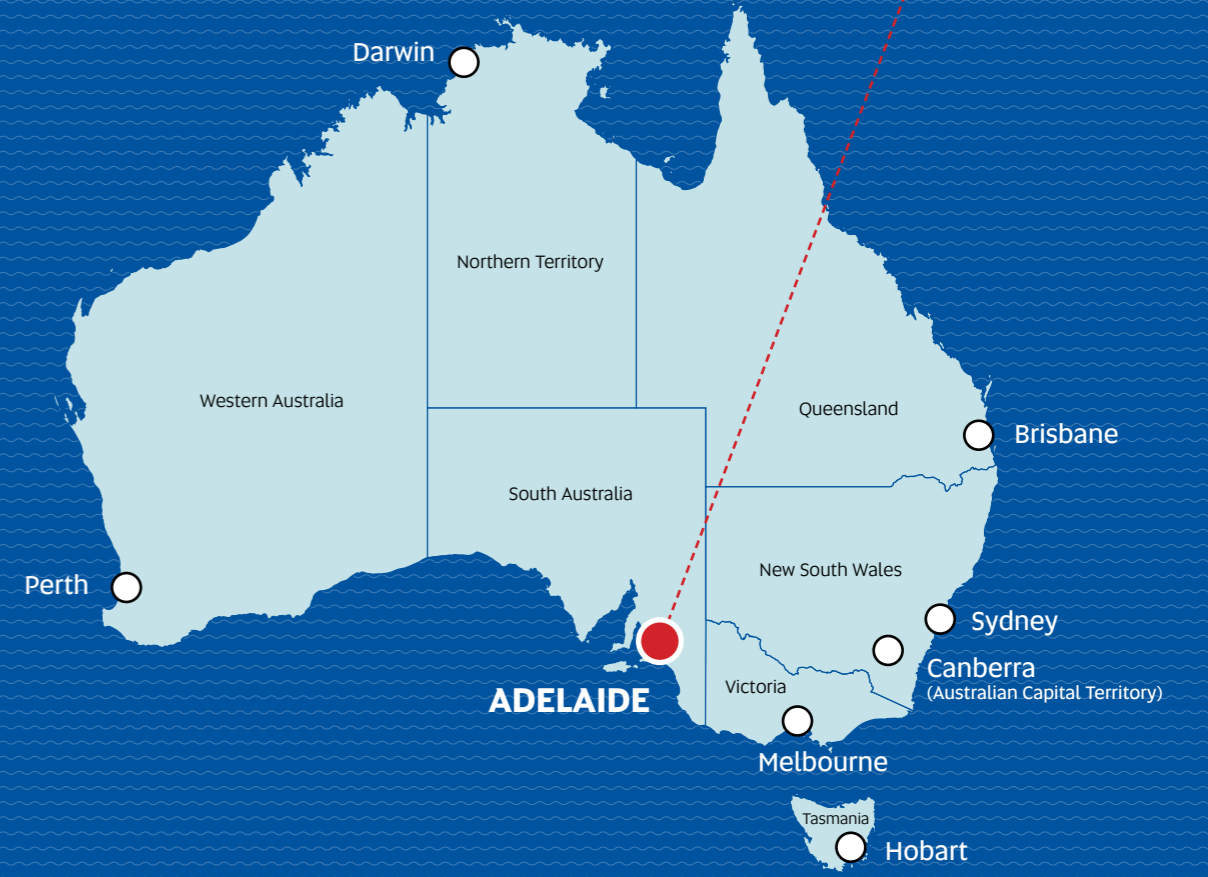 Darwin
Northern Territory
Western Australia
Queensland
Brisbane
South Australia
New South Wales
Perth
Sydney
Canberra
(Australian Capital Territory)
Victoria
ADELAIDE
Melbourne
Tasmania
Hobart